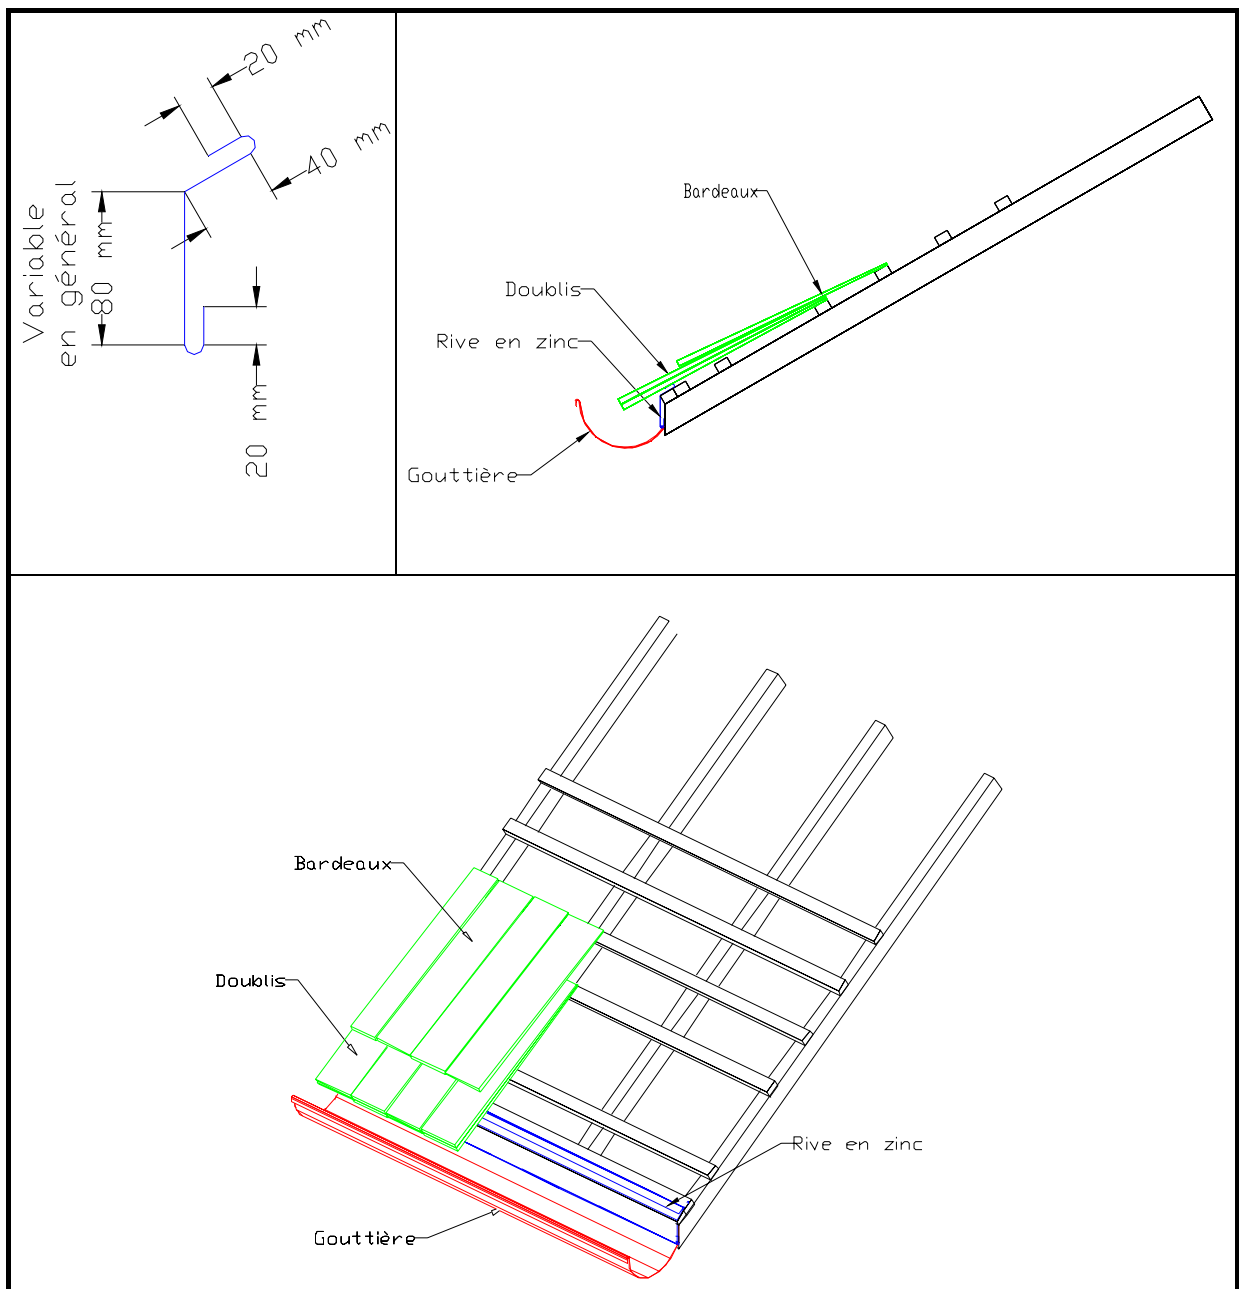 20 mm
40 mm
Variable
en général
80 mm
20 mm
Bardeaux
Doublis
Rive en zinc
Gouttière
Bardeaux
Doublis
Rive en zinc
Gouttière